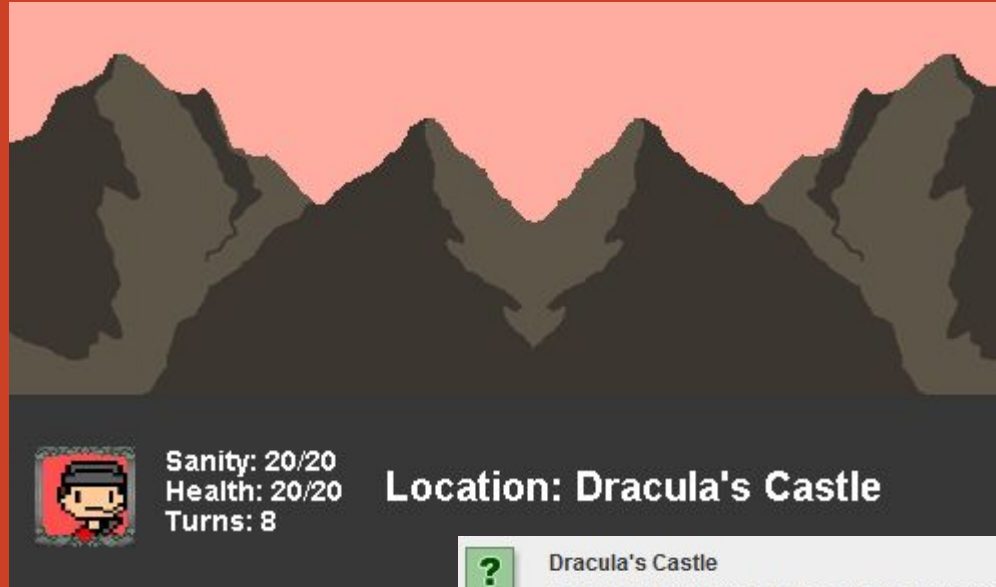 Sanity: 20/20
Health: 20/20
Turns: 8
Location: Dracula's Castle
?
Dracula's Castle